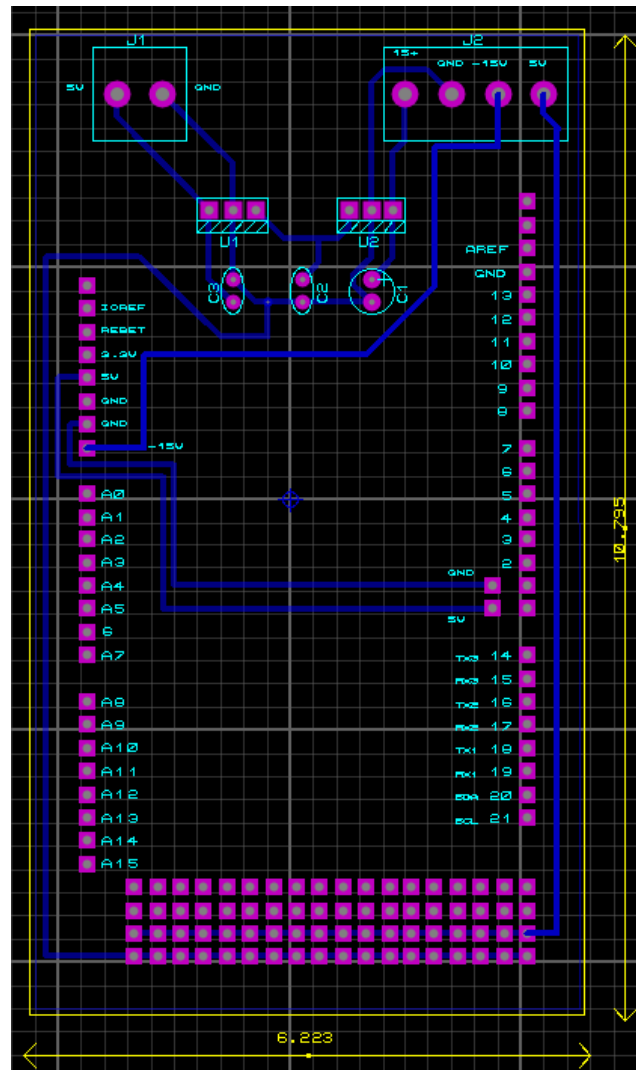 J1
J2
15+
5V
GND
GND
-15V
5V
U1
U2
C3
C2
C1
AREF
GND
13
12
11
10
9
8
IOREF
RESET
3.3V
5V
GND
GND
-15V
7
6
5
4
3
2
GND
5V
A0
A1
A2
A3
A4
A5
6
A7
TX3 14
RX3 15
TX2 16
RX2 17
TX1 18
RX1 19
SDA 20
SCL 21
A8
A9
A10
A11
A12
A13
A14
A15
10.795
6.223